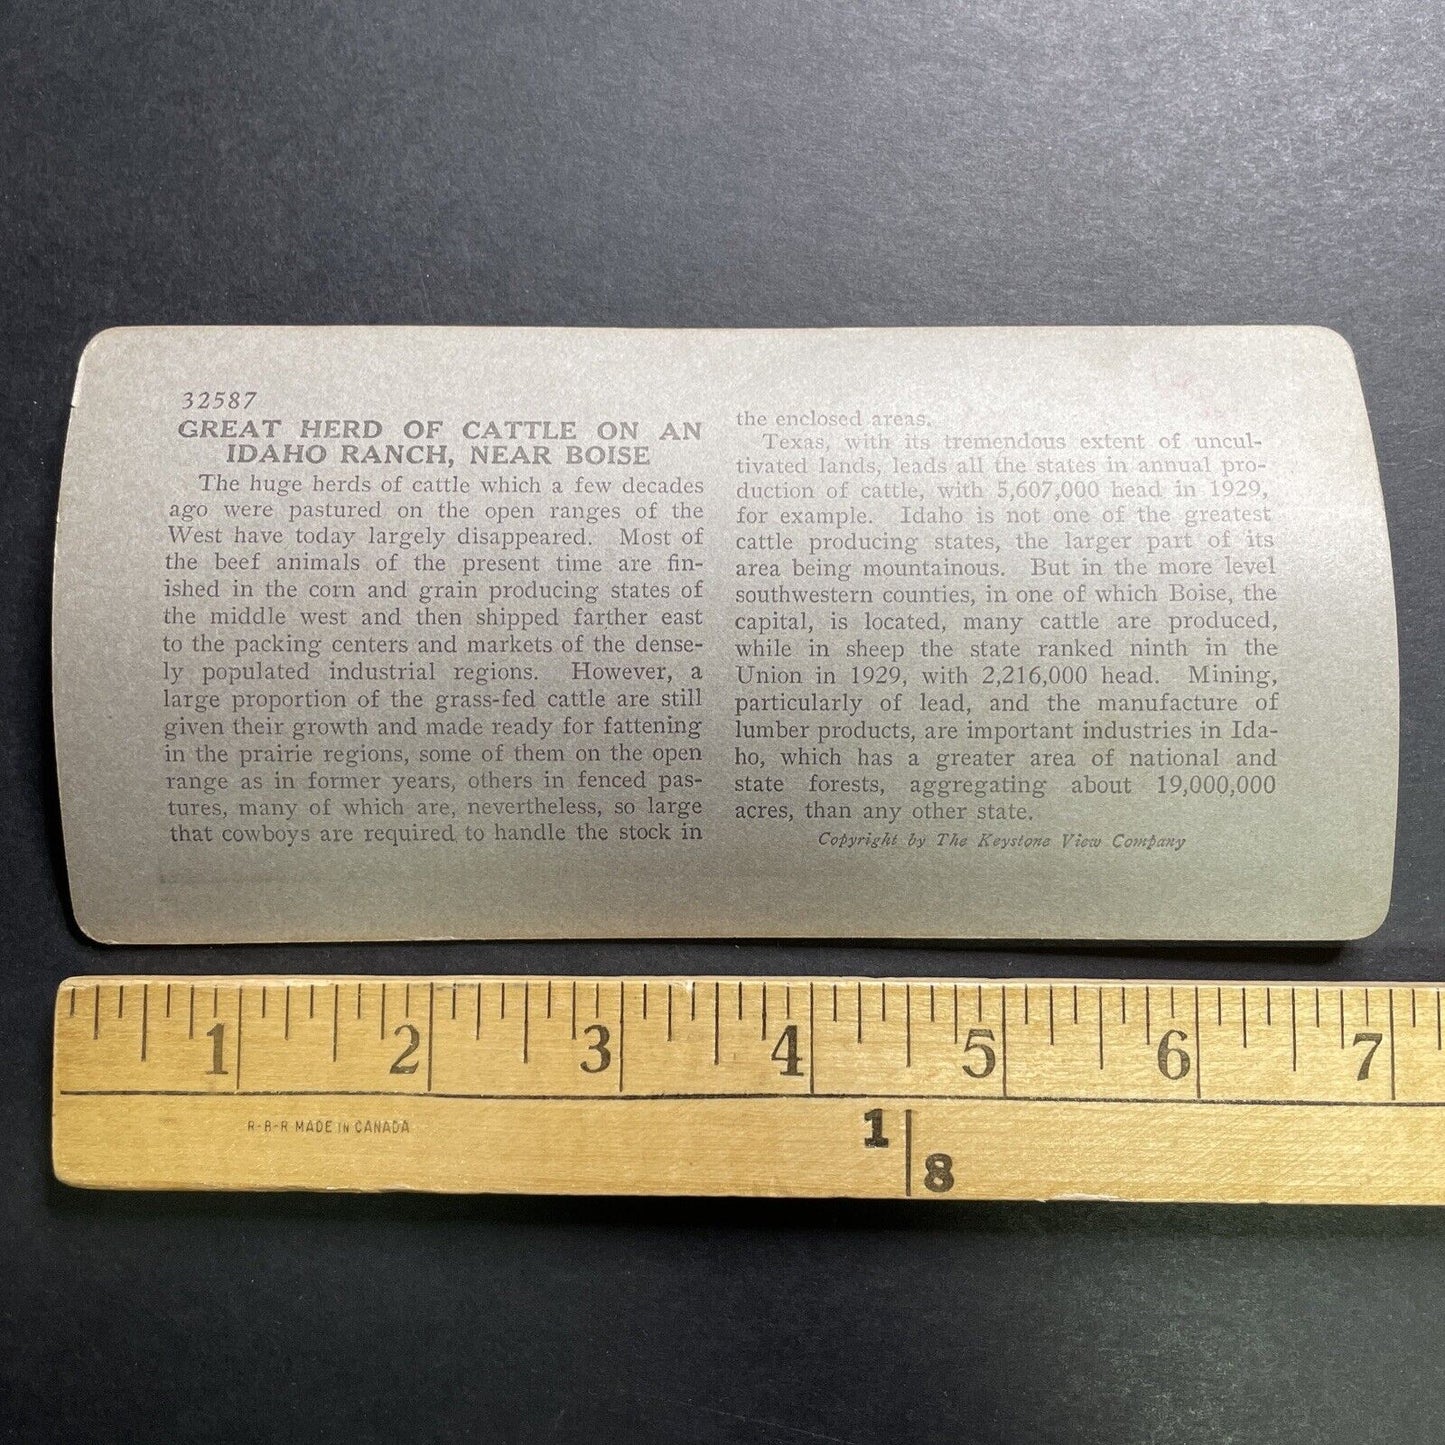 32587
GREAT HERD OF CATTLE ON AN
IDAHO RANCH, NEAR BOISE
The huge herds of cattle which a few decades
ago were pastured on the open ranges of the
West have today largely disappeared. Most of
the beef animals of the present time are fin-
ished in the corn and grain producing states of
the middle west and then shipped farther east
to the packing centers and markets of the dense-
ly populated industrial regions. However, a
large proportion of the grass-fed cattle are still
given their growth and made ready for fattening
in the prairie regions, some of them on the open
range as in former years, others in fenced pas-
tures, many of which are, nevertheless, so large
that cowboys are required to handle the stock in
the enclosed areas.
Texas, with its tremendous extent of uncul-
tivated lands, leads all the states in annual pro-
duction of cattle, with 5,607,000 head in 1929,
for example. Idaho is not one of the greatest
cattle producing states, the larger part of its
area being mountainous. But in the more level
southwestern counties, in one of which Boise, the
capital, is located, many cattle are produced,
while in sheep the state ranked ninth in the
Union in 1929, with 2,216,000 head. Mining,
particularly of lead, and the manufacture of
lumber products, are important industries in Ida-
ho, which has a greater area of national and
state forests, aggregating about 19,000,000
acres, than any other state.
Copyright by The Keystone View Company
1 2 3 4 5 6 7
R-B-R MADE IN CANADA
1 8